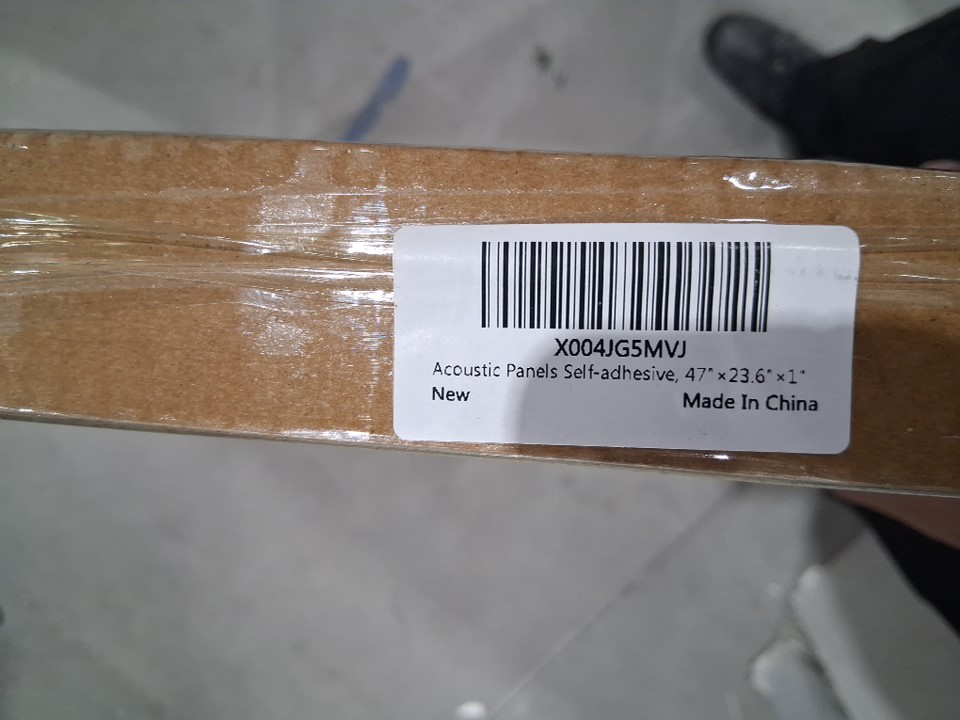 X004JG5MVJ
Acoustic Panels Self-adhesive, 47"×23.6"×1"
New
Made In China